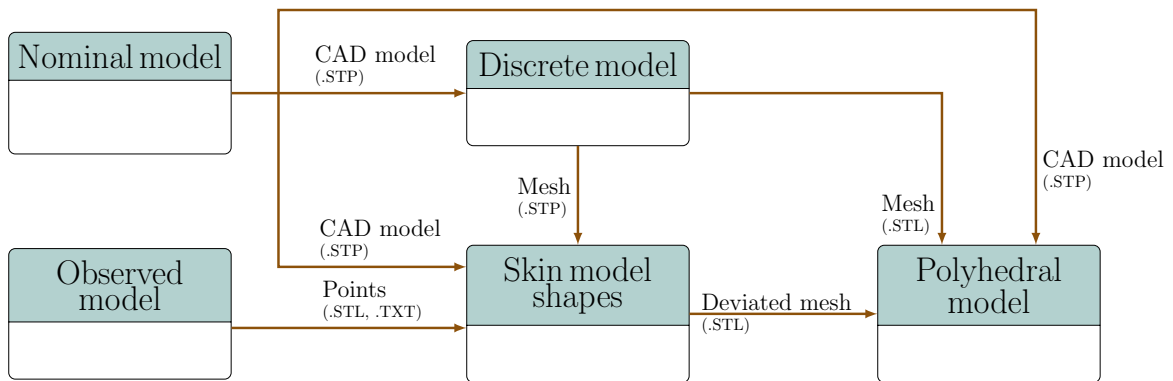 Nominal model
CAD model
(.STP)
Discrete model
CAD model
(.STP)
Mesh
(.STP)
Mesh
(.STL)
CAD model
(.STP)
Observed
model
Points
(.STL, .TXT)
Skin model
shapes
Deviated mesh
(.STL)
Polyhedral
model